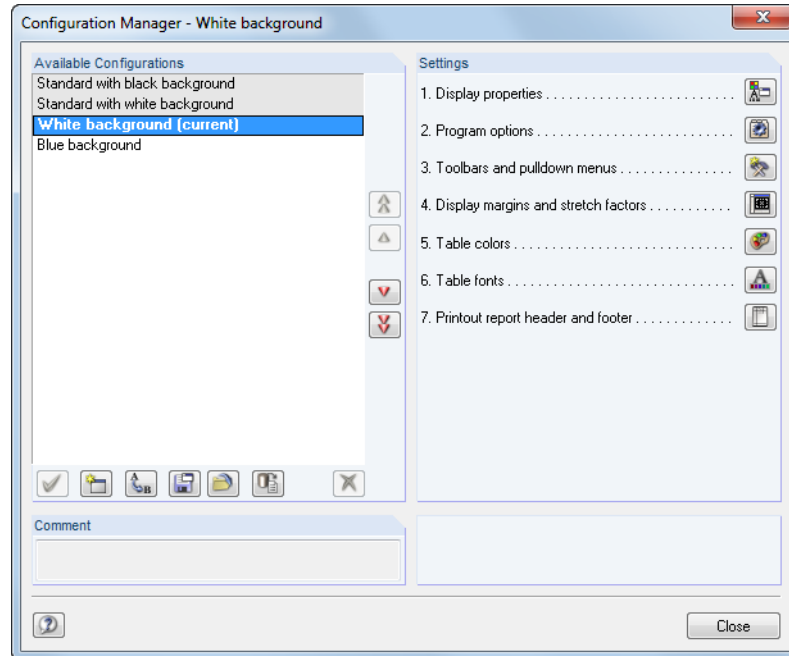 Configuration Manager - White background
Available Configurations
Standard with black background
Standard with white background
White background (current)
Blue background
Settings
1. Display properties . . . . . . . . . . . . . . . . . . . . . . . .
2. Program options . . . . . . . . . . . . . . . . . . . . . . . . .
3. Toolbars and pulldown menus . . . . . . . . . . . . . .
4. Display margins and stretch factors . . . . . . . . . . .
5. Table colors . . . . . . . . . . . . . . . . . . . . . . . . . . . .
6. Table fonts . . . . . . . . . . . . . . . . . . . . . . . . . . . . .
7. Printout report header and footer . . . . . . . . . . . . .
Comment
Close